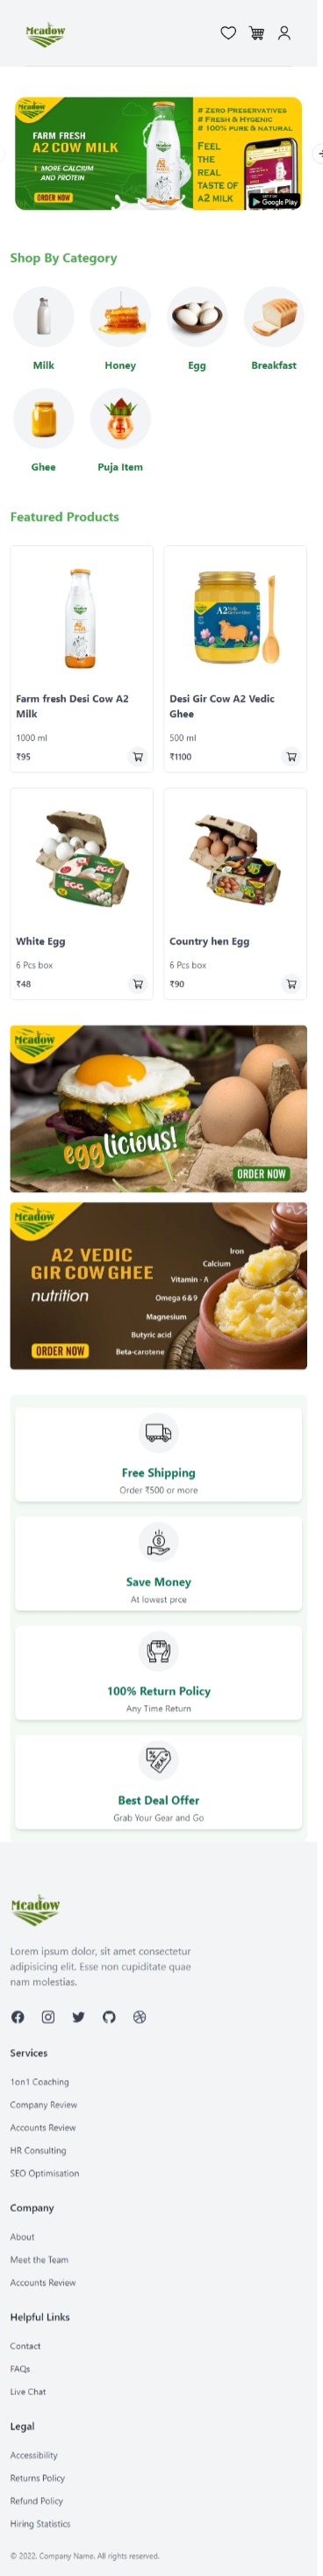 Meadow
Meadow
FARM FRESH
A2 COW MILK
MORE CALCIUM
AND PROTEIN
ORDER NOW
# ZERO PRESERVATIVES
# FRESH & HYGENIC
# 100% PURE & NATURAL
FEEL
THE
REAL
TASTE OF
A2 MILK
Google Play
Shop By Category
Milk
Honey
Egg
Breakfast
Ghee
Puja Item
Featured Products
Farm fresh Desi Cow A2
Milk
1000 ml
₹95
A2
Desi Gir Cow A2 Vedic
Ghee
500 ml
₹1100
EGG
White Egg
6 Pcs box
₹48
Country hen Egg
6 Pcs box
₹90
Meadow
egglicious!
ORDER NOW
Meadow
A2 VEDIC
GIR COW GHEE
nutrition
ORDER NOW
Iron
Calcium
Vitamin - A
Omega 6&9
Magnesium
Butyric acid
Beta-carotene
Free Shipping
Order ₹500 or more
Save Money
At lowest prce
100% Return Policy
Any Time Return
Best Deal Offer
Grab Your Gear and Go
Meadow
Lorem ipsum dolor, sit amet consectetur
adipisicing elit. Esse non cupiditate quae
nam molestias.
Services
1on1 Coaching
Company Review
Accounts Review
HR Consulting
SEO Optimisation
Company
About
Meet the Team
Accounts Review
Helpful Links
Contact
FAQs
Live Chat
Legal
Accessibility
Returns Policy
Refund Policy
Hiring Statistics
© 2022. Company Name. All rights reserved.